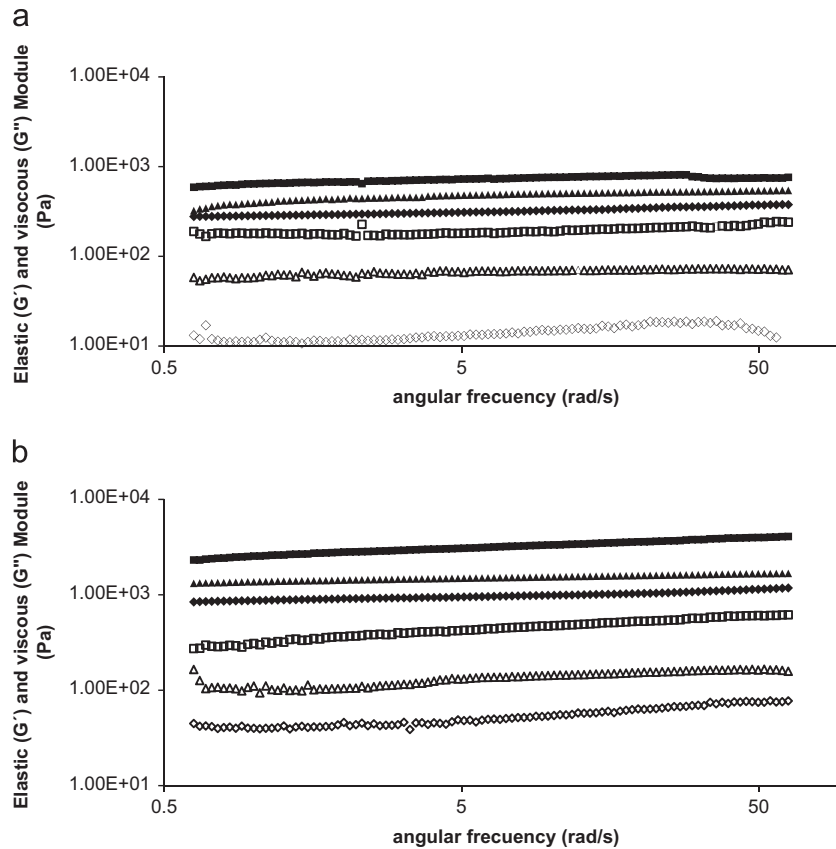 a
1.00E+04
1.00E+03
1.00E+02
1.00E+01
0.5
5
50
Elastic (G´) and visocous (G") Module
(Pa)
angular frecuency (rad/s)
b
1.00E+04
1.00E+03
1.00E+02
1.00E+01
0.5
5
50
Elastic (G´) and viscous (G") Module
(Pa)
angular frecuency (rad/s)